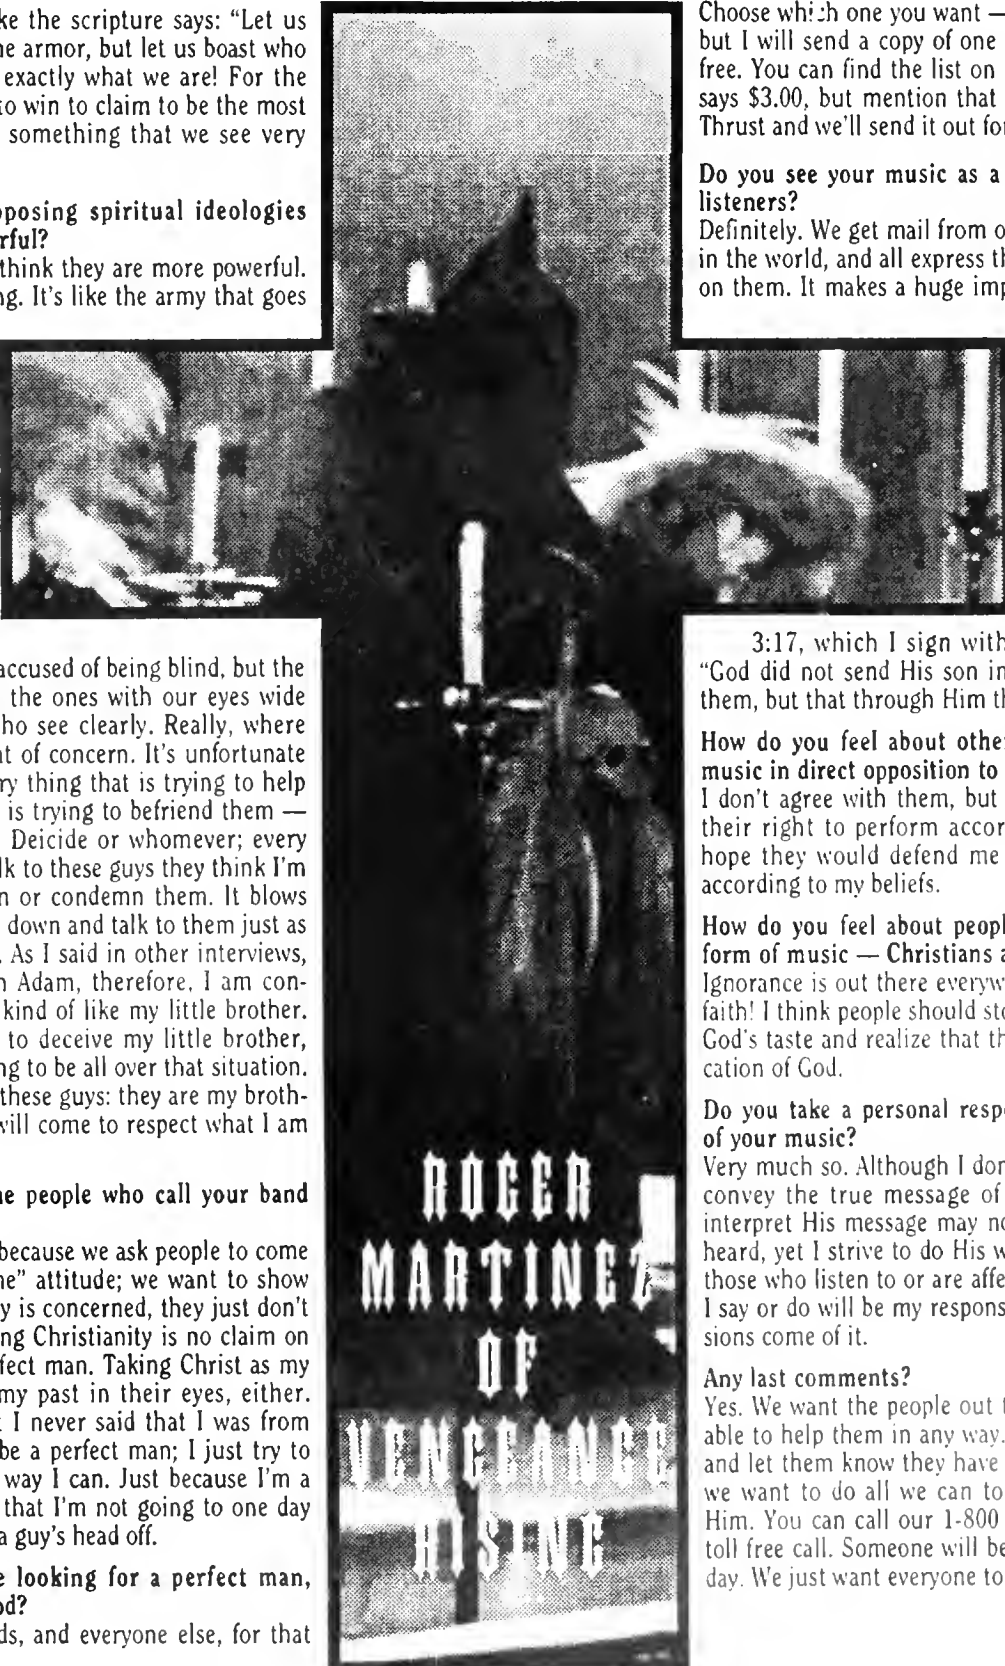 ke the scripture says: “Let us
ne armor, but let us boast who
exactly what we are! For the
to win to claim to be the most
something that we see very
pposing spiritual ideologies
rful?
think they are more powerful.
ng. It's like the army that goes
accused of being blind, but the
the ones with our eyes wide
ho see clearly. Really, where
nt of concern. It's unfortunate
ry thing that is trying to help
is trying to befriend them —
Deicide or whomever; every
lk to these guys they think I'm
n or condemn them. It blows
down and talk to them just as
. As I said in other interviews,
n Adam, therefore, I am con-
kind of like my little brother.
to deceive my little brother,
ng to be all over that situation.
these guys: they are my broth-
will come to respect what I am
he people who call your band
because we ask people to come
ne” attitude; we want to show
y is concerned, they just don't
ing Christianity is no claim on
fect man. Taking Christ as my
my past in their eyes, either.
I never said that I was from
be a perfect man; I just try to
way I can. Just because I'm a
that I'm not going to one day
a guy's head off.
e looking for a perfect man,
od?
ds, and everyone else, for that
ROGER
MARTINEZ
OF
VENGEANCE
RISING
Choose which one you want —
but I will send a copy of one
free. You can find the list on
says $3.00, but mention that
Thrust and we'll send it out for
Do you see your music as a
listeners?
Definitely. We get mail from o
in the world, and all express th
on them. It makes a huge imp
3:17, which I sign with
“God did not send His son in
them, but that through Him th
How do you feel about othe
music in direct opposition to
I don't agree with them, but
their right to perform accor
hope they would defend me
according to my beliefs.
How do you feel about peopl
form of music — Christians a
Ignorance is out there everyw
faith! I think people should sto
God's taste and realize that th
cation of God.
Do you take a personal resp
of your music?
Very much so. Although I don
convey the true message of
interpret His message may no
heard, yet I strive to do His w
those who listen to or are affe
I say or do will be my respons
sions come of it.
Any last comments?
Yes. We want the people out t
able to help them in any way.
and let them know they have
we want to do all we can to
Him. You can call our 1-800
toll free call. Someone will be
day. We just want everyone to